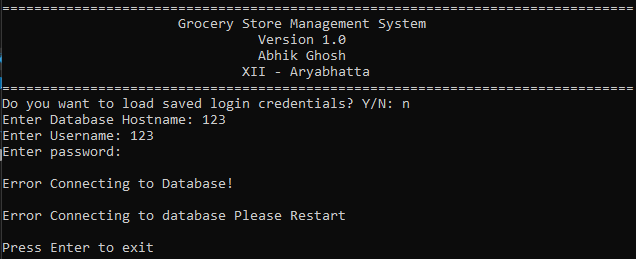 ================================================================================
Grocery Store Management System
Version 1.0
Abhik Ghosh
XII - Aryabhatta
================================================================================
Do you want to load saved login credentials? Y/N: n
Enter Database Hostname: 123
Enter Username: 123
Enter password:
Error Connecting to Database!
Error Connecting to database Please Restart
Press Enter to exit